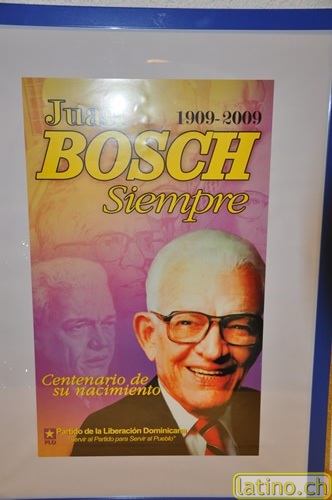 Juan
1909-2009
BOSCH
Siempre
Centenario de
su nacimiento
PLD
Partido de la Liberación Dominicana
"Servir al Partido para Servir al Pueblo"
latino.ch